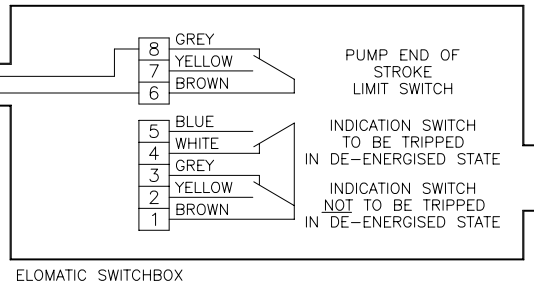 8 GREY
7 YELLOW
6 BROWN
PUMP END OF
STROKE
LIMIT SWITCH
5 BLUE
4 WHITE
3 GREY
2 YELLOW
1 BROWN
INDICATION SWITCH
TO BE TRIPPED
IN DE-ENERGISED STATE
INDICATION SWITCH
NOT TO BE TRIPPED
IN DE-ENERGISED STATE
ELOMATIC SWITCHBOX